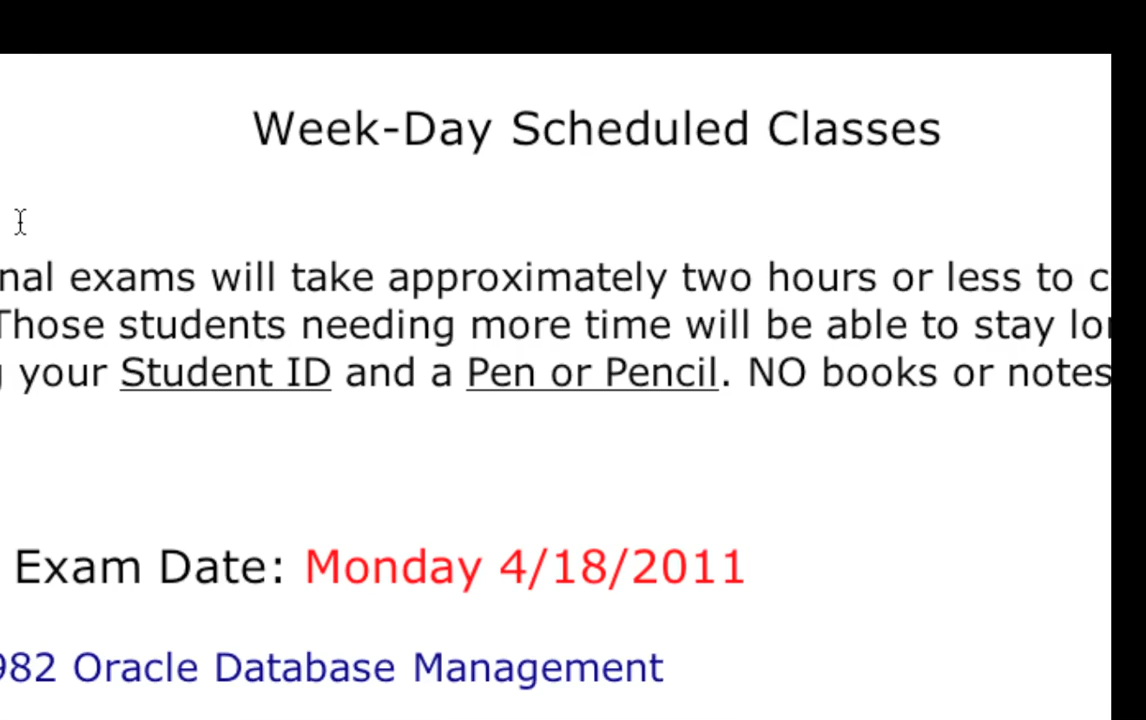 Week-Day Scheduled Classes
nal exams will take approximately two hours or less to c
Those students needing more time will be able to stay lo
your Student ID and a Pen or Pencil. NO books or notes
Exam Date: Monday 4/18/2011
982 Oracle Database Management